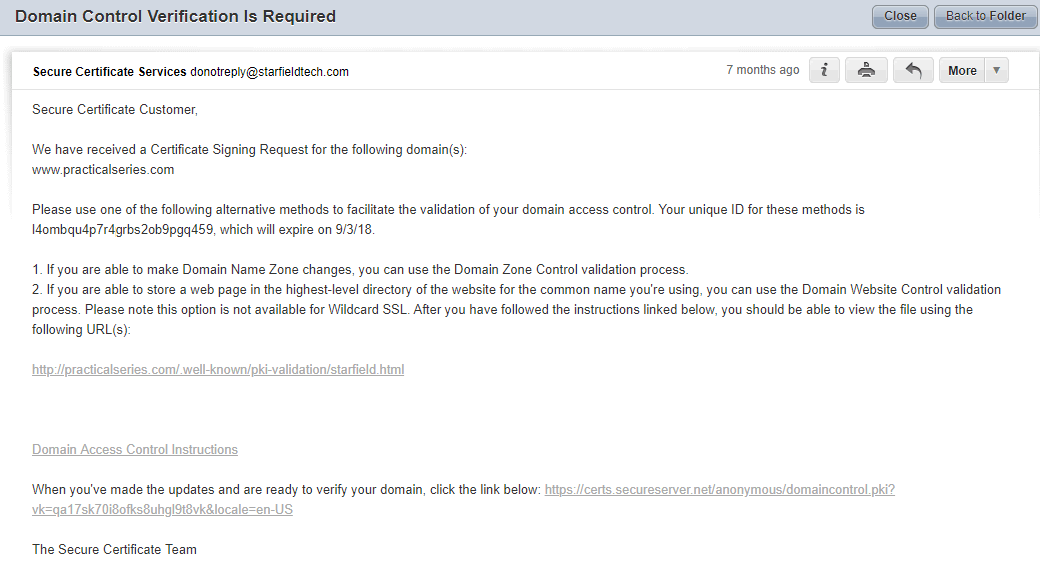 Domain Control Verification Is Required
Close
Back to Folder
Secure Certificate Services donotreply@starfieldtech.com
7 months ago
i
More
Secure Certificate Customer,
We have received a Certificate Signing Request for the following domain(s):
www.practicalseries.com
Please use one of the following alternative methods to facilitate the validation of your domain access control. Your unique ID for these methods is
l4ombqu4p7r4grbs2ob9pgq459, which will expire on 9/3/18.
1. If you are able to make Domain Name Zone changes, you can use the Domain Zone Control validation process.
2. If you are able to store a web page in the highest-level directory of the website for the common name you're using, you can use the Domain Website Control validation
process. Please note this option is not available for Wildcard SSL. After you have followed the instructions linked below, you should be able to view the file using the
following URL(s):
http://practicalseries.com/.well-known/pki-validation/starfield.html
Domain Access Control Instructions
When you've made the updates and are ready to verify your domain, click the link below: https://certs.secureserver.net/anonymous/domaincontrol.pki?
vk=qa17sk70i8ofks8uhgl9t8vk&locale=en-US
The Secure Certificate Team